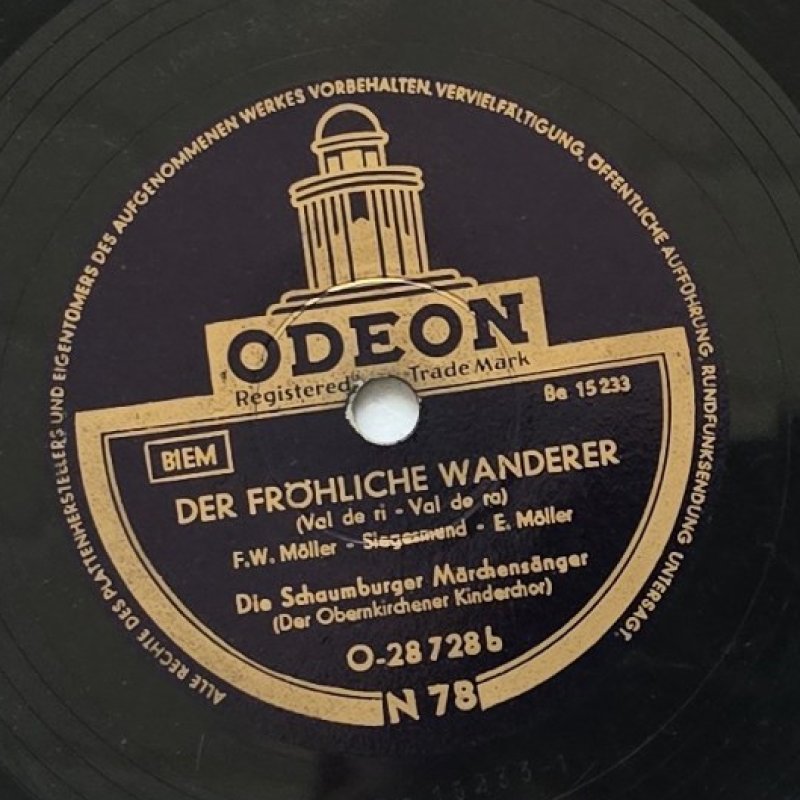 ALLE RECHTE DES PLATTENHERSTELLERS UND EIGENTÜMERS DES AUFGENOMMENEN WERKES VORBEHALTEN. VERVIELFÄLTIGUNG, ÖFFENTLICHE AUFFÜHRUNG, RUNDFUNKSENDUNG UNTERSAGT.
ODEON
Registered Trade Mark
Be 15233
BIEM
DER FRÖHLICHE WANDERER
(Val de ri - Val de ra)
F.W. Möller - Siegesmund - E. Möller
Die Schaumburger Märchensänger
(Der Obernkirchener Kinderchor)
O-28 728 b
N 78